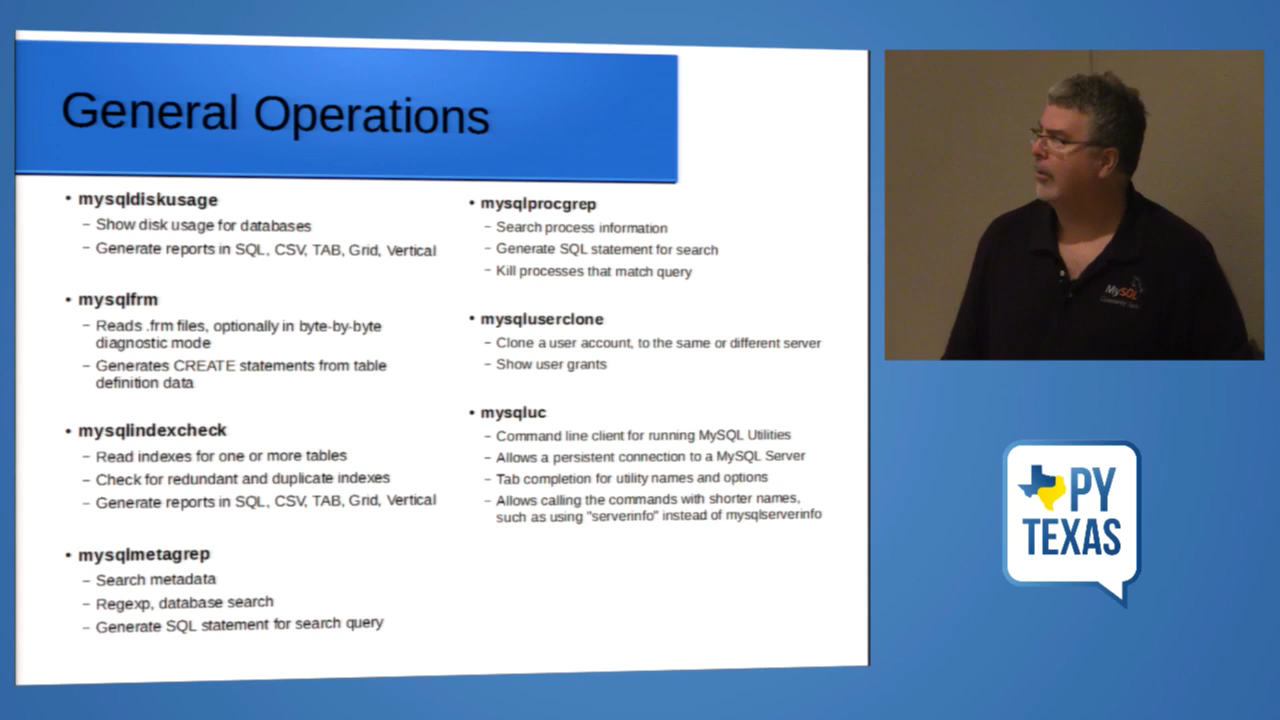 General Operations
• mysqldiskusage
– Show disk usage for databases
– Generate reports in SQL, CSV, TAB, Grid, Vertical
• mysqlfrm
– Reads .frm files, optionally in byte-by-byte
diagnostic mode
– Generates CREATE statements from table
definition data
• mysqlindexcheck
– Read indexes for one or more tables
– Check for redundant and duplicate indexes
– Generate reports in SQL, CSV, TAB, Grid, Vertical
• mysqlmetagrep
– Search metadata
– Regexp, database search
– Generate SQL statement for search query
• mysqlprocgrep
– Search process information
– Generate SQL statement for search
– Kill processes that match query
• mysqluserclone
– Clone a user account, to the same or different server
– Show user grants
• mysqluc
– Command line client for running MySQL Utilities
– Allows a persistent connection to a MySQL Server
– Tab completion for utility names and options
– Allows calling the commands with shorter names,
such as using "serverinfo" instead of mysqlserverinfo
MySQL
PY
TEXAS